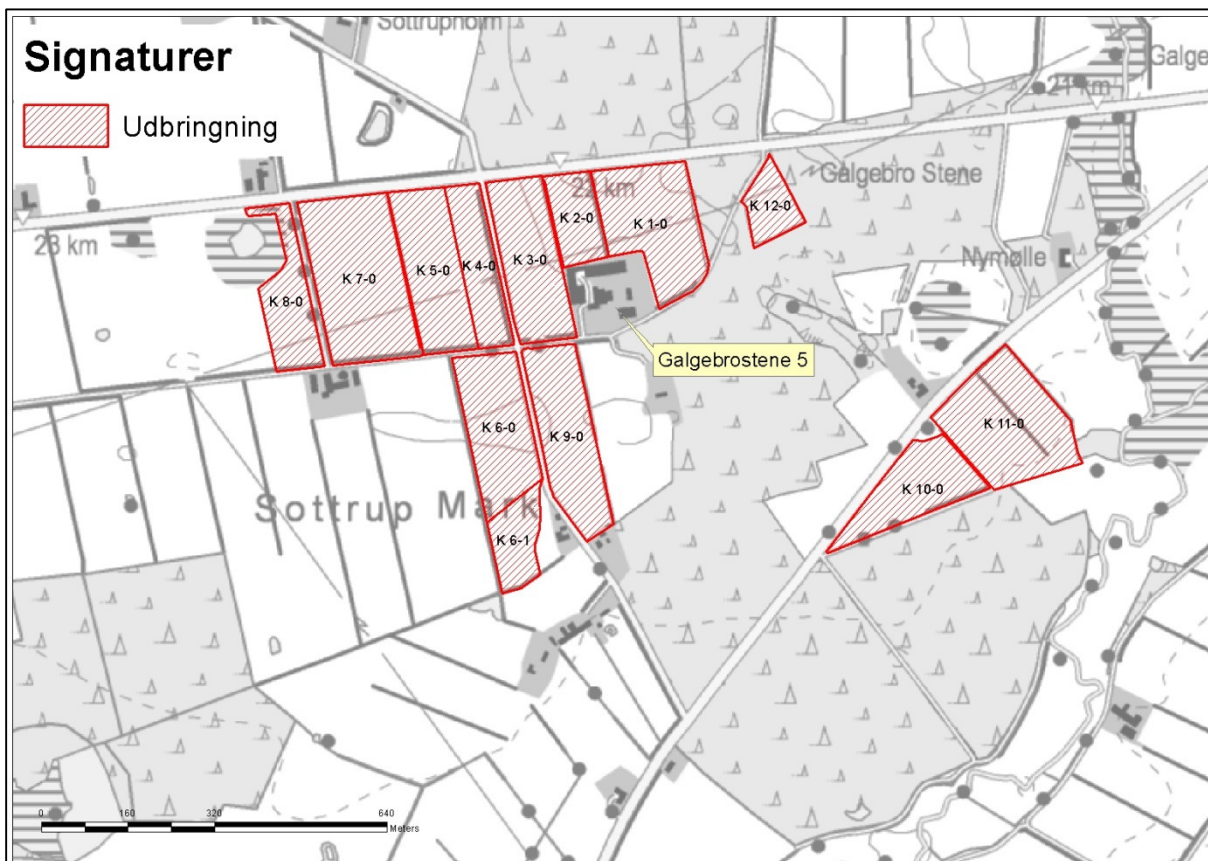 Signaturer
Udbringning
Sottrupholm
Galge
21 km
22 km
23 km
Galgebro Stene
Nymølle
K 12-0
K 1-0
K 2-0
K 3-0
K 4-0
K 5-0
K 7-0
K 8-0
Galgebrostene 5
K 6-0
K 9-0
K 6-1
K 11-0
K 10-0
Sottrup Mark
0 160 320 640
Meters